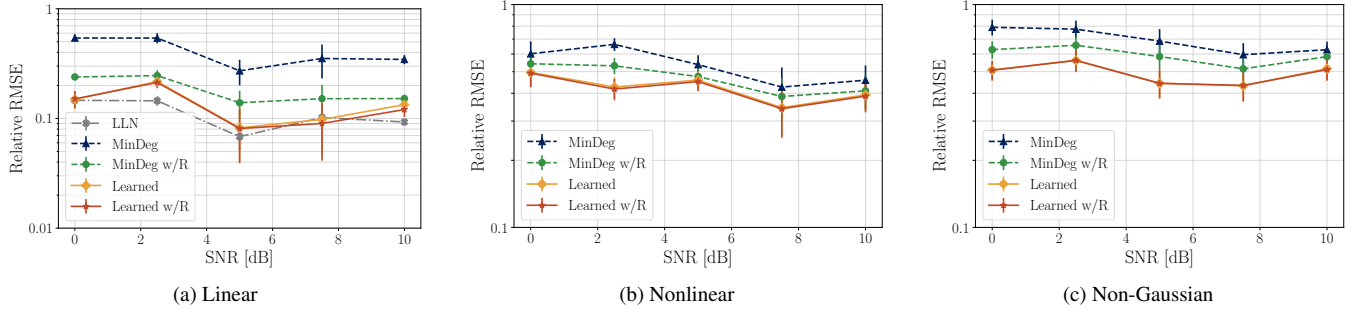 1
0.1
0.01
Relative RMSE
LLN
MinDeg
MinDeg w/R
Learned
Learned w/R
0 2 4 6 8 10
SNR [dB]
(a) Linear
1
0.1
Relative RMSE
MinDeg
MinDeg w/R
Learned
Learned w/R
0 2 4 6 8 10
SNR [dB]
(b) Nonlinear
1
0.1
Relative RMSE
MinDeg
MinDeg w/R
Learned
Learned w/R
0 2 4 6 8 10
SNR [dB]
(c) Non-Gaussian